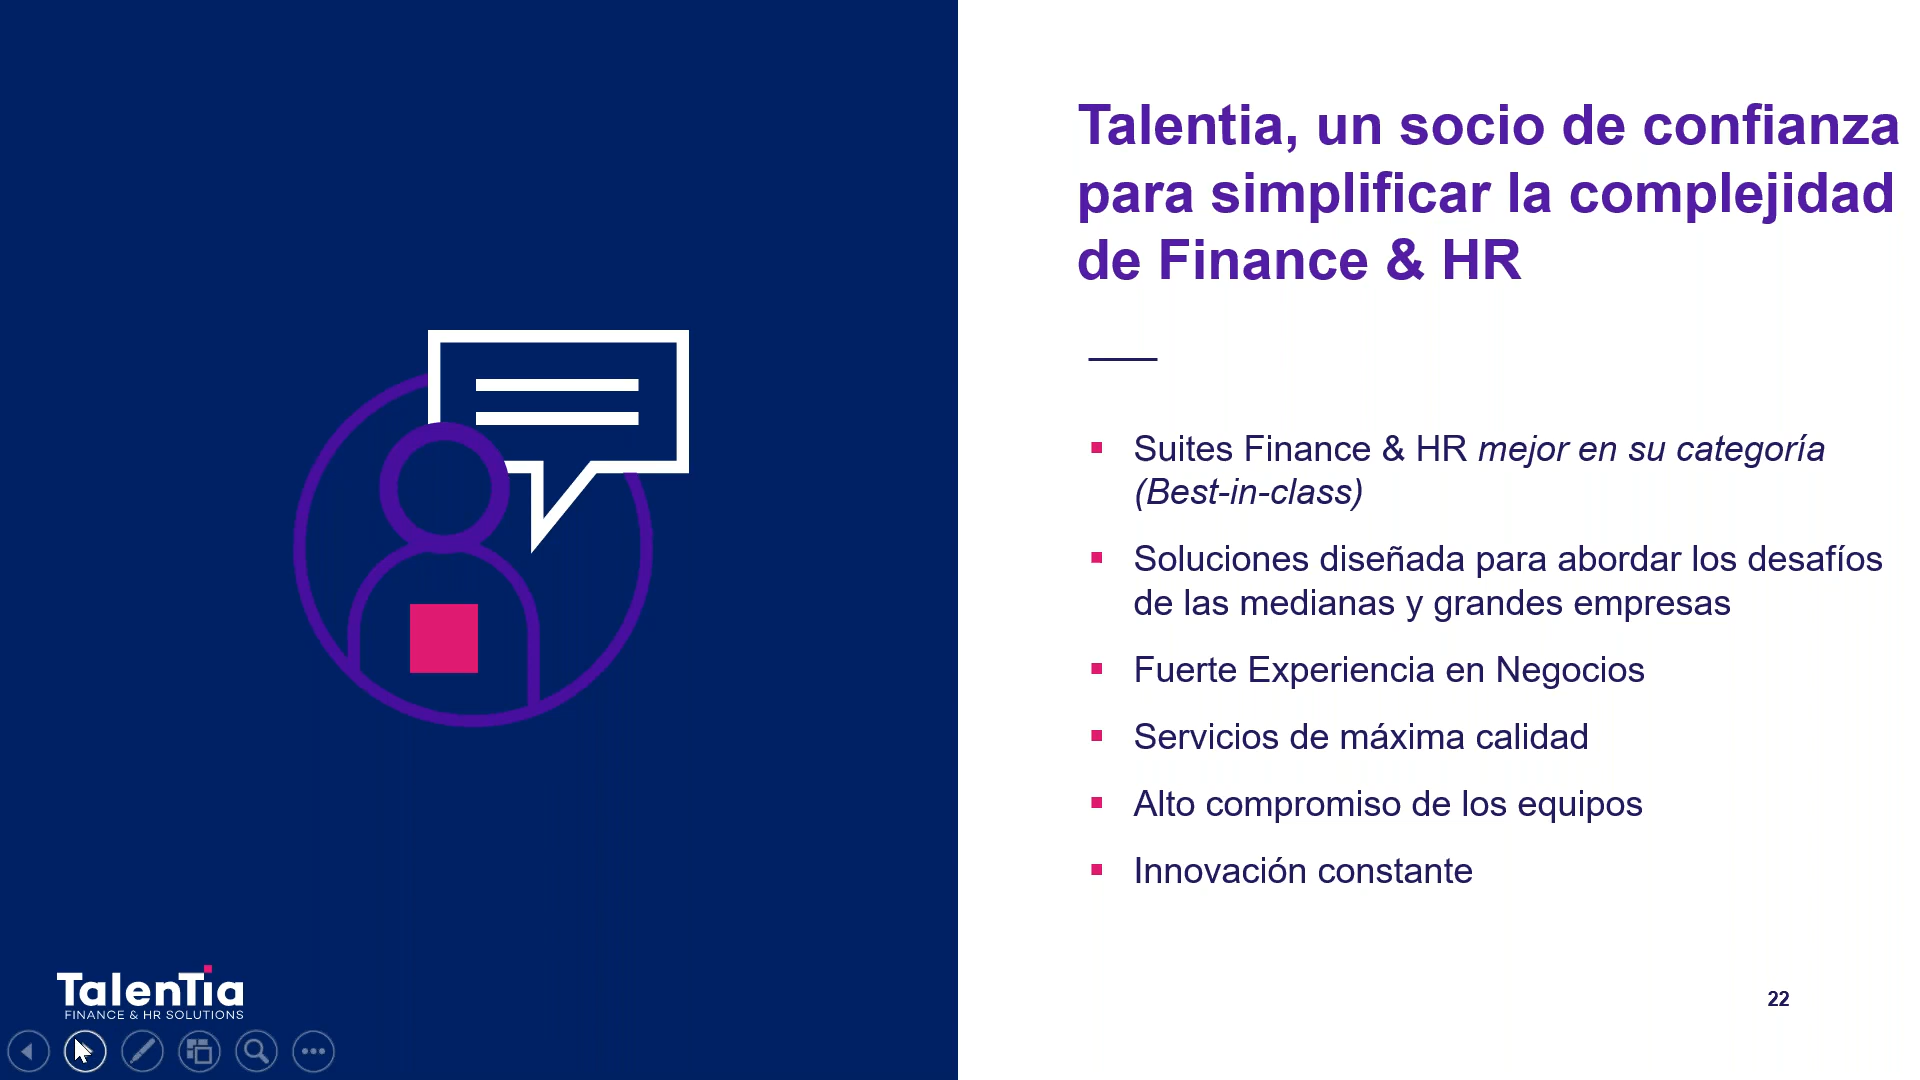 Talentia, un socio de confianza
para simplificar la complejidad
de Finance & HR
Suites Finance & HR mejor en su categoría
(Best-in-class)
Soluciones diseñada para abordar los desafíos
de las medianas y grandes empresas
Fuerte Experiencia en Negocios
Servicios de máxima calidad
Alto compromiso de los equipos
Innovación constante
TalenTia
FINANCE & HR SOLUTIONS
22